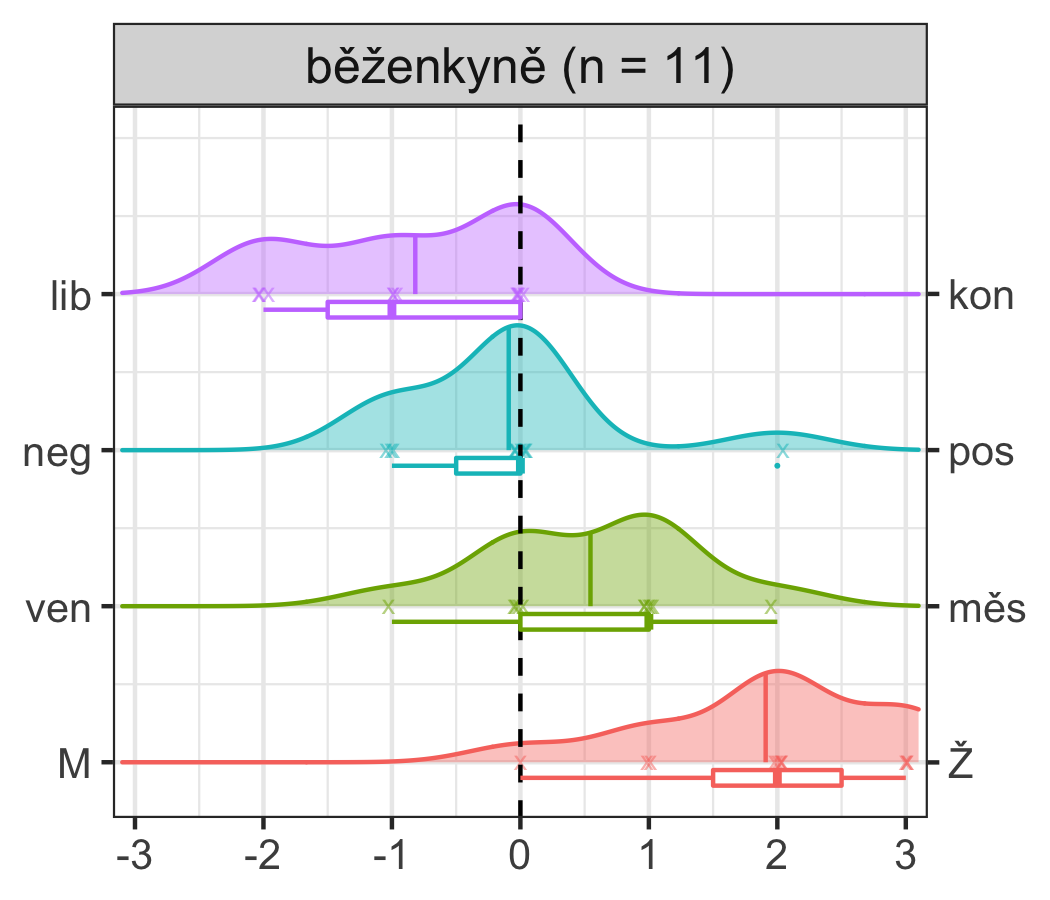 běženkyně (n = 11)
lib kon
neg pos
ven měs
M Ž
-3 -2 -1 0 1 2 3